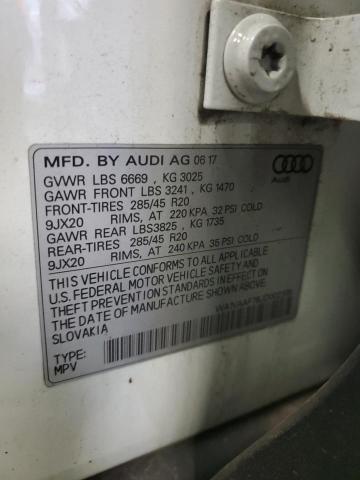 MFD. BY AUDI AG 06 17
GVWR LBS 6669 , KG 3025
GAWR FRONT LBS 3241 , KG 1470
FRONT-TIRES 285/45 R20
9JX20 RIMS, AT 220 KPA 32 PSI COLD
GAWR REAR LBS3825 , KG 1735
REAR-TIRES 285/45 R20
9JX20 RIMS, AT 240 KPA 35 PSI COLD
THIS VEHICLE CONFORMS TO ALL APPLICABLE
U.S. FEDERAL MOTOR VEHICLE SAFETY AND
THEFT PREVENTION STANDARDS IN EFFECT ON
THE DATE OF MANUFACTURE SHOWN ABOVE.
SLOVAKIA
TYPE:
MPV
Audi